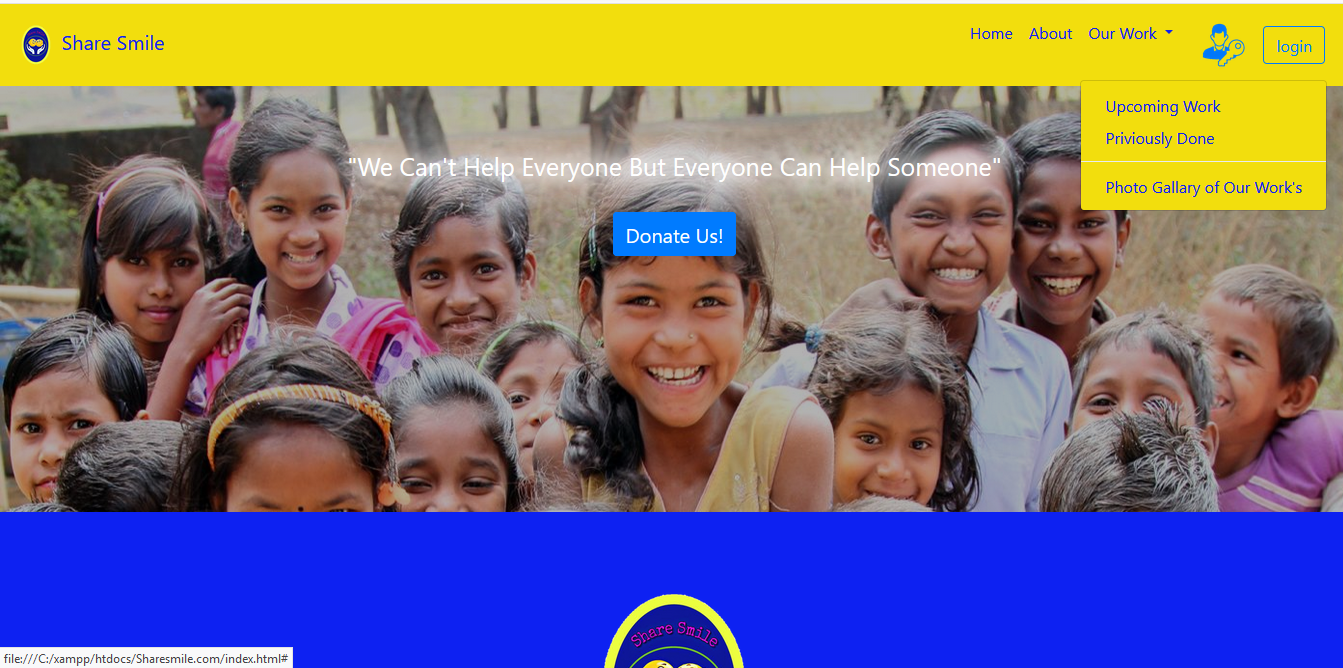 Share Smile
Home About Our Work
login
Upcoming Work
Priviously Done
Photo Gallary of Our Work's
"We Can't Help Everyone But Everyone Can Help Someone"
Donate Us!
Share Smile
file:///C:/xampp/htdocs/Sharesmile.com/index.html#